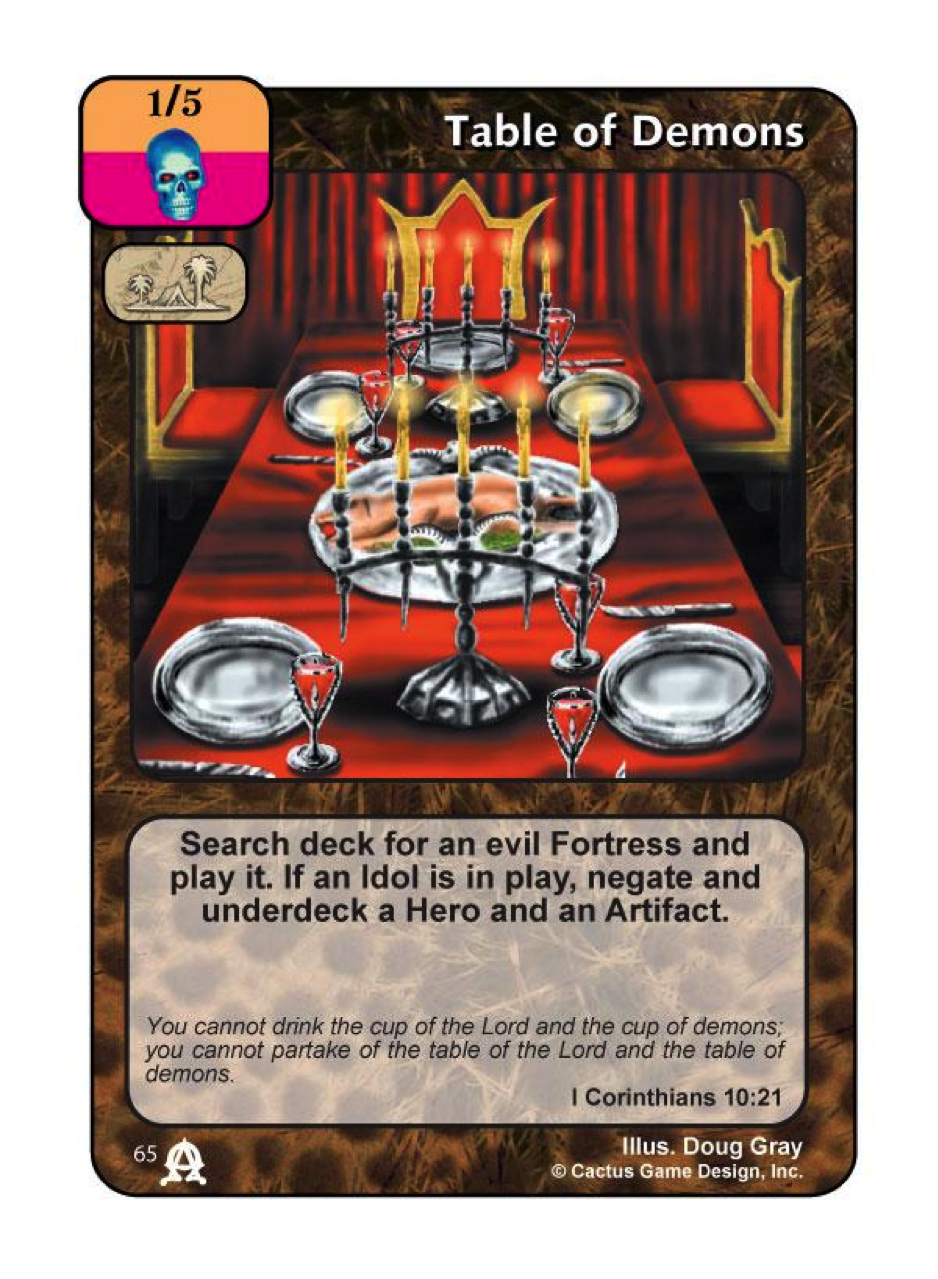 1/5
Table of Demons
Search deck for an evil Fortress and
play it. If an Idol is in play, negate and
underdeck a Hero and an Artifact.
You cannot drink the cup of the Lord and the cup of demons;
you cannot partake of the table of the Lord and the table of
demons.
I Corinthians 10:21
65
Illus. Doug Gray
© Cactus Game Design, Inc.